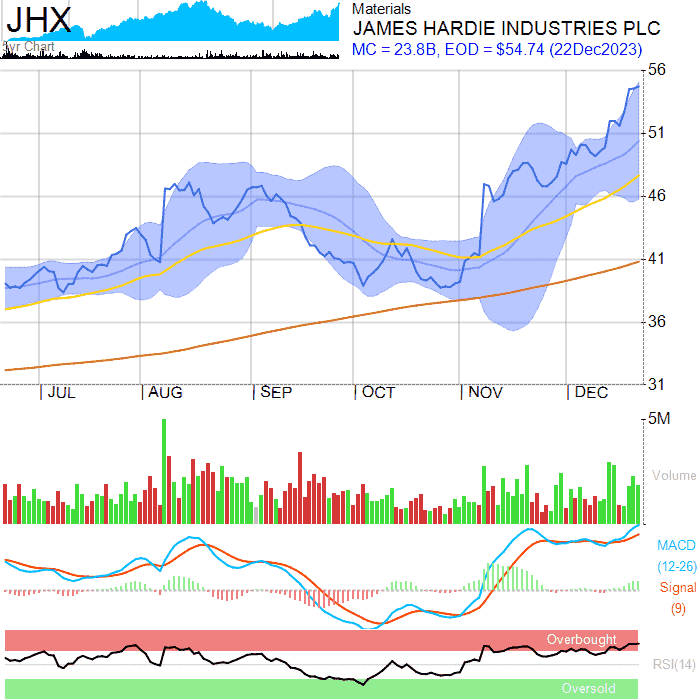 JHX
5yr Chart
Materials
JAMES HARDIE INDUSTRIES PLC
MC = 23.8B, EOD = $54.74 (22Dec2023)
56
51
46
41
36
31
JUL AUG SEP OCT NOV DEC
5M
Volume
MACD
(12-26)
Signal
(9)
Overbought
RSI(14)
Oversold